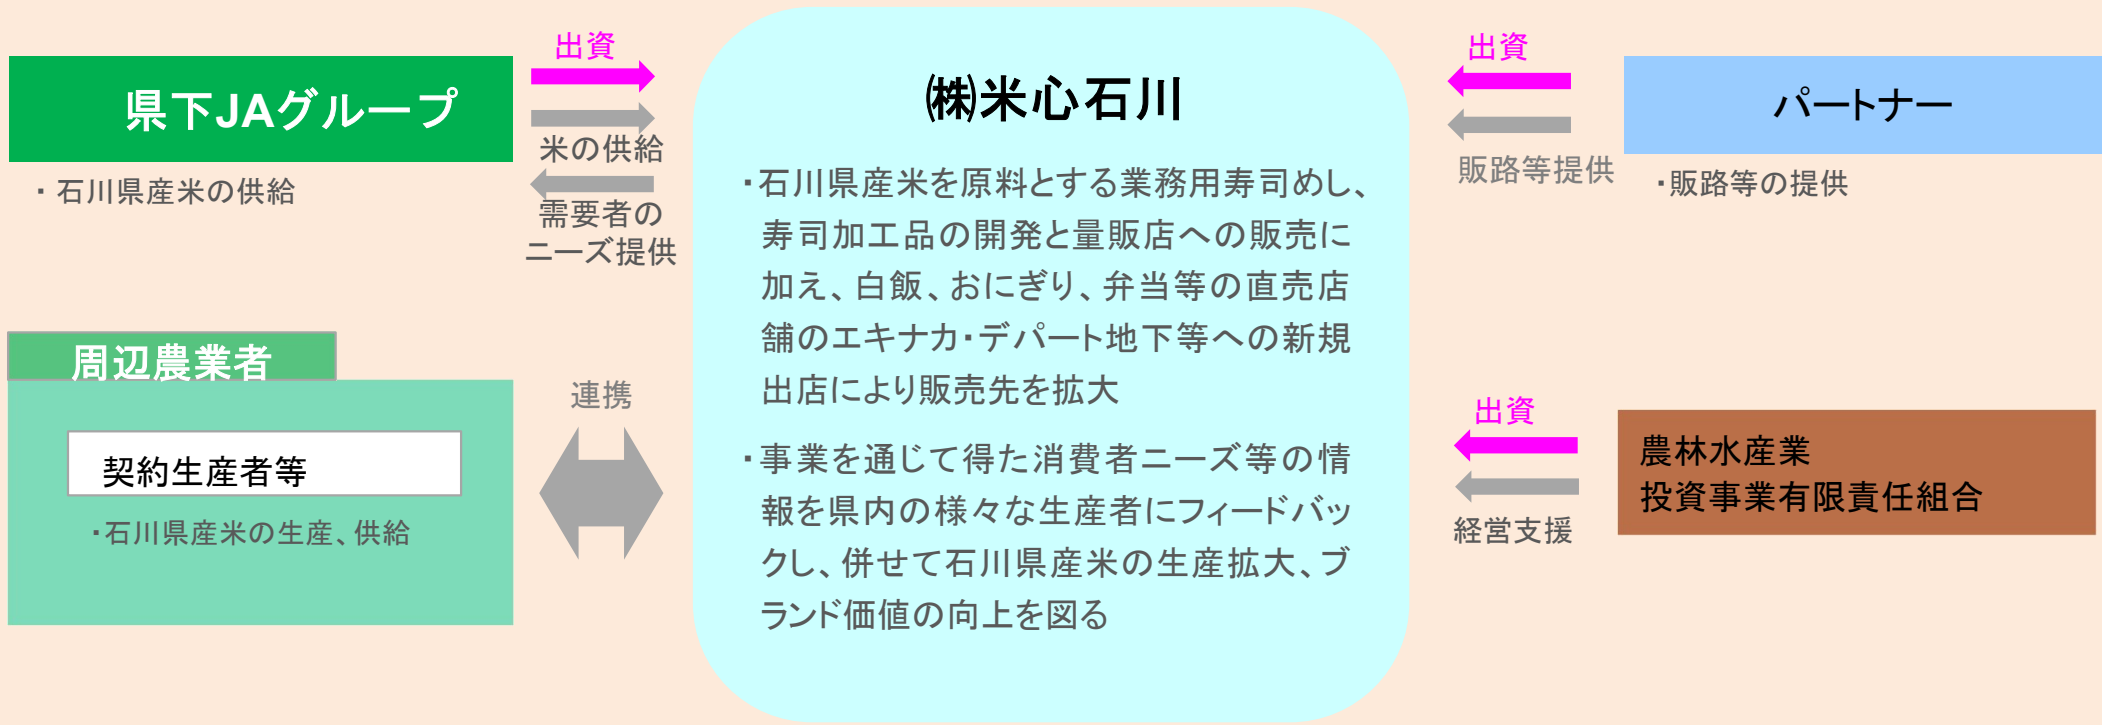 県下JAグループ
・石川県産米の供給
出資
米の供給
需要者の
ニーズ提供
周辺農業者
契約生産者等
・石川県産米の生産、供給
連携
㈱米心石川
・石川県産米を原料とする業務用寿司めし、
寿司加工品の開発と量販店への販売に
加え、白飯、おにぎり、弁当等の直売店
舗のエキナカ・デパート地下等への新規
出店により販売先を拡大
・事業を通じて得た消費者ニーズ等の情
報を県内の様々な生産者にフィードバッ
クし、併せて石川県産米の生産拡大、ブ
ランド価値の向上を図る
出資
販路等提供
パートナー
・販路等の提供
出資
経営支援
農林水産業
投資事業有限責任組合